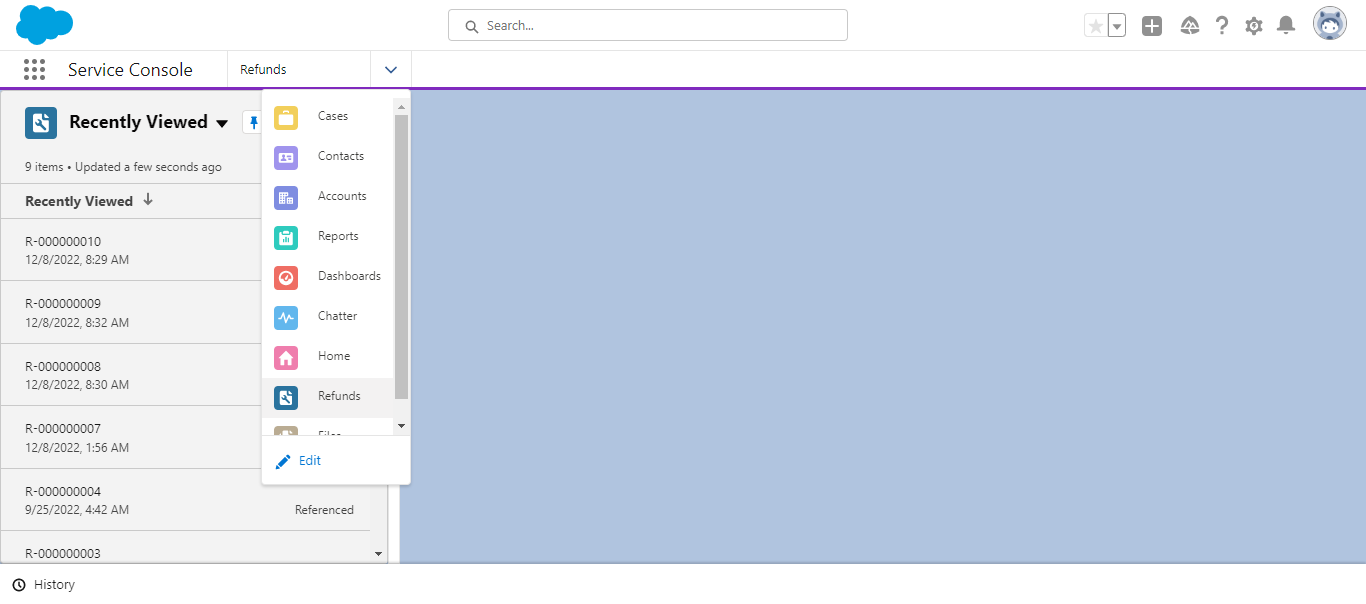 Search...
Service Console
Refunds
Recently Viewed
9 items • Updated a few seconds ago
Recently Viewed
R-000000010
12/8/2022, 8:29 AM
R-000000009
12/8/2022, 8:32 AM
R-000000008
12/8/2022, 8:30 AM
R-000000007
12/8/2022, 1:56 AM
R-000000004
9/25/2022, 4:42 AM
Referenced
R-000000003
Cases
Contacts
Accounts
Reports
Dashboards
Chatter
Home
Refunds
Files
Edit
History